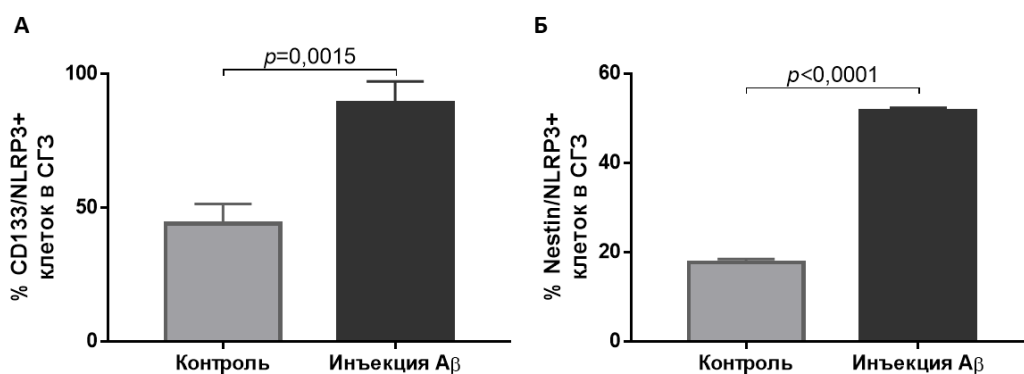 А
p=0,0015
% CD133/NLRP3+
клеток в СГЗ
100
50
0
Контроль
Инъекция Aβ
Б
p<0,0001
% Nestin/NLRP3+
клеток в СГЗ
60
40
20
0
Контроль
Инъекция Aβ